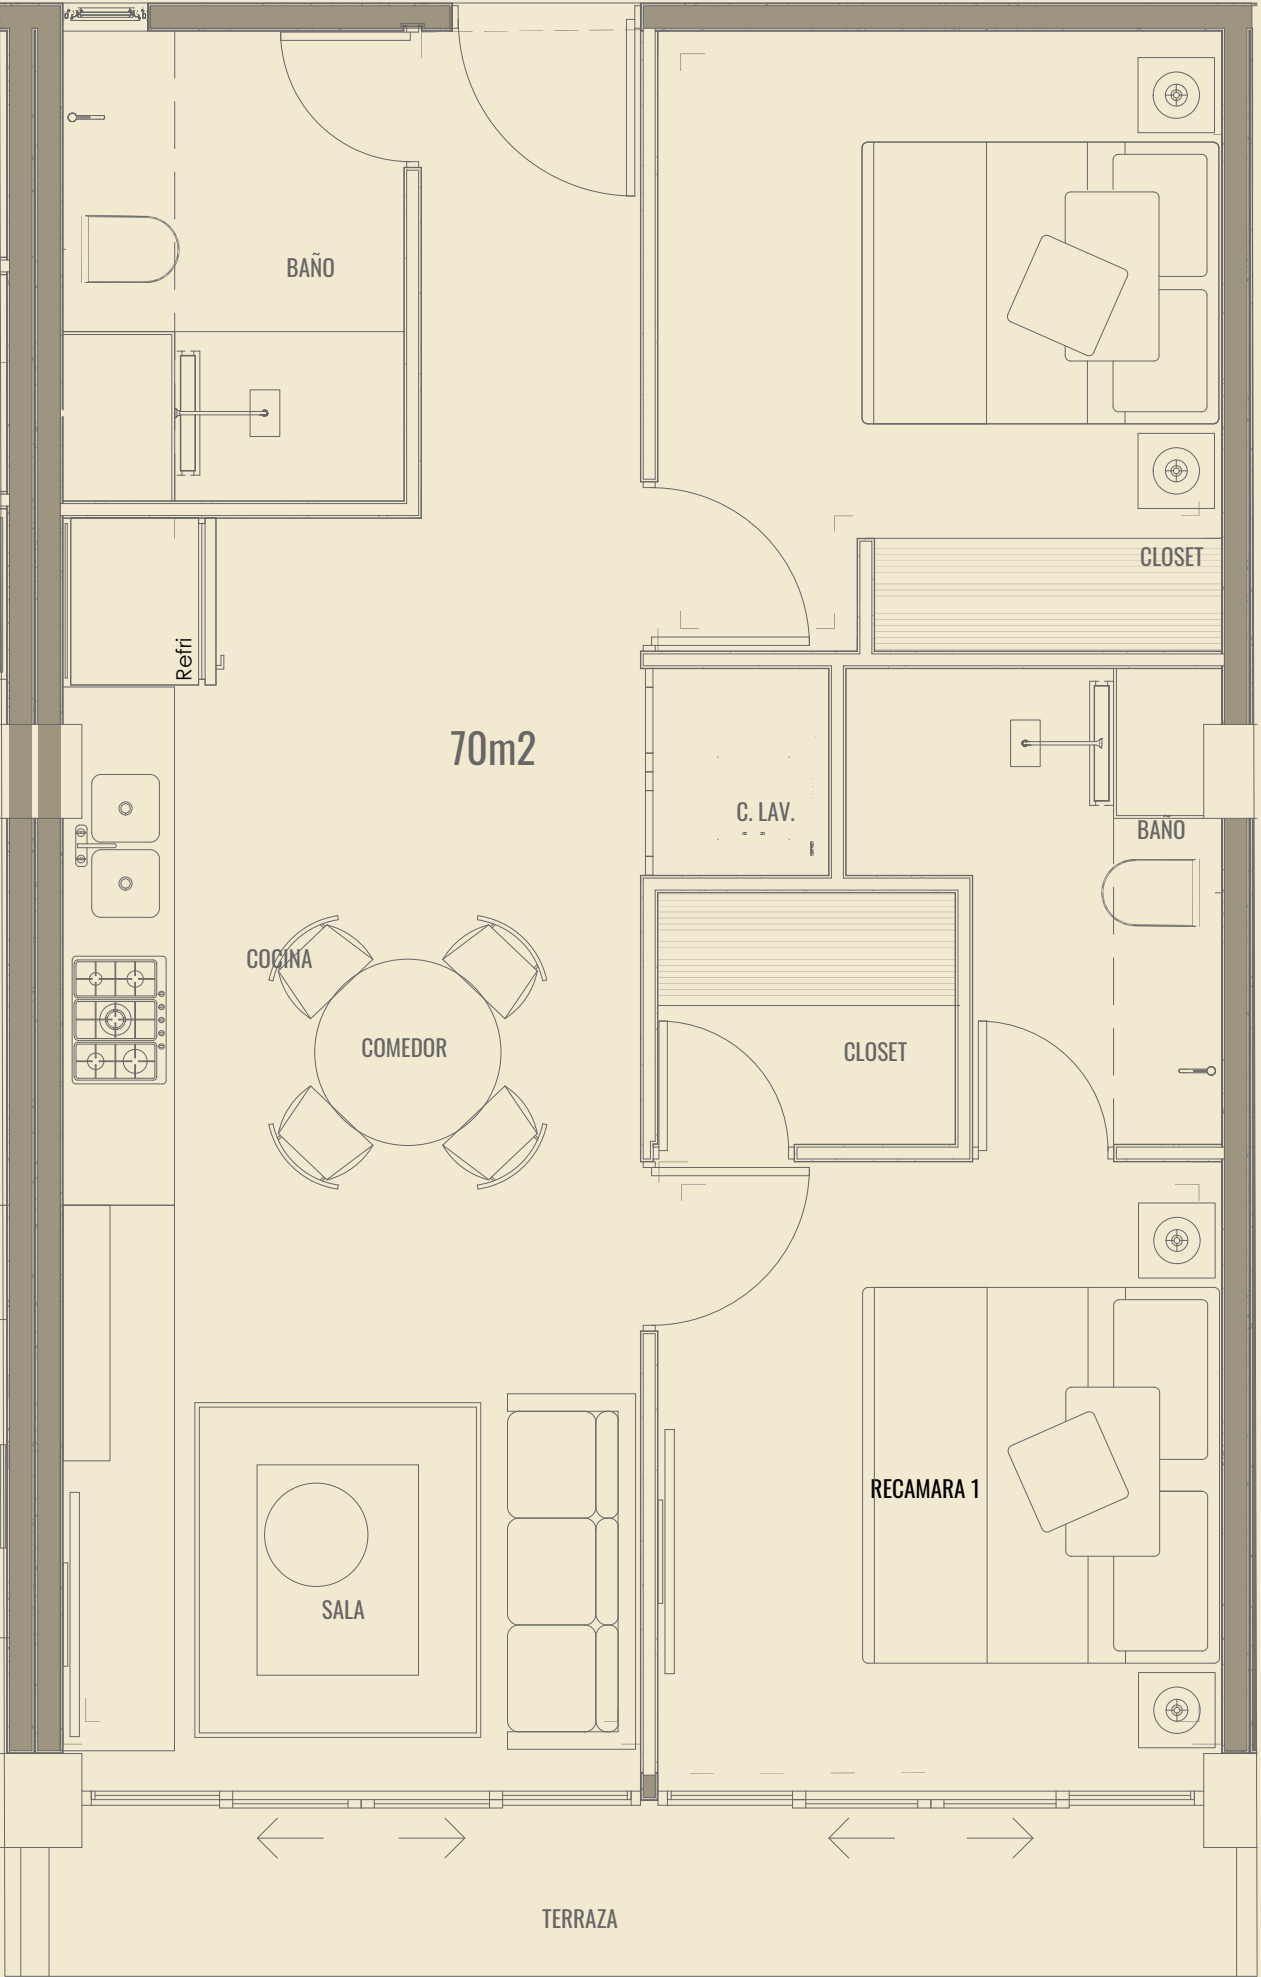 BAÑO
CLOSET
Refri
70m2
C. LAV.
BAÑO
COCINA
COMEDOR
CLOSET
RECAMARA 1
SALA
TERRAZA